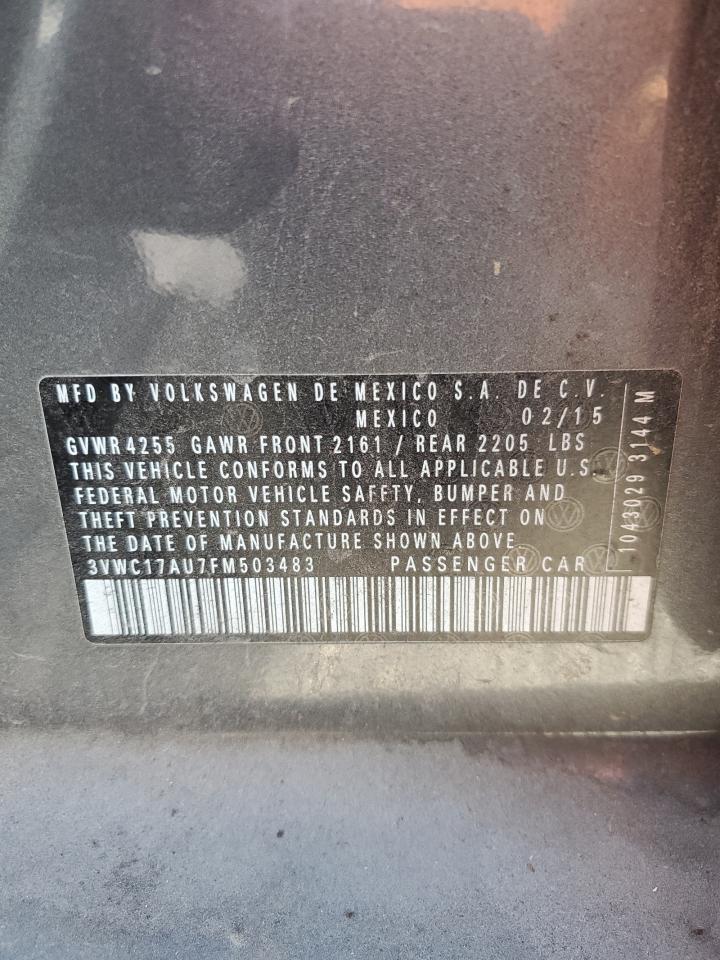 MFD BY VOLKSWAGEN DE MEXICO S.A. DE C.V.
MEXICO 02/15
GVWR 4255 GAWR FRONT 2161 / REAR 2205 LBS
THIS VEHICLE CONFORMS TO ALL APPLICABLE U.S.
FEDERAL MOTOR VEHICLE SAFETY, BUMPER AND
THEFT PREVENTION STANDARDS IN EFFECT ON
THE DATE OF MANUFACTURE SHOWN ABOVE
3VWC17AU7FM503483 PASSENGER CAR
1043029 3144 M